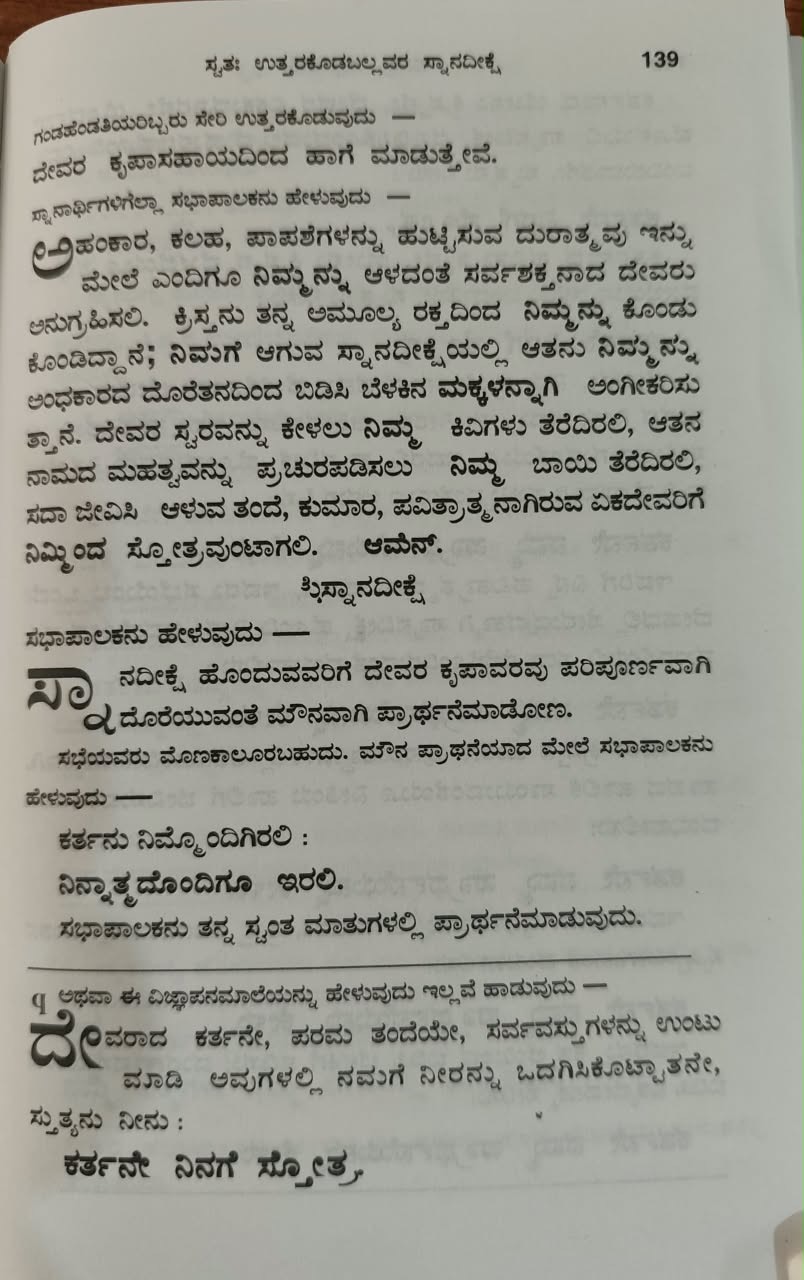 ಸ್ವತಃ ಉತ್ತರಕೊಡಬಲ್ಲವರ ಸ್ನಾನದೀಕ್ಷೆ 139
ಗಂಡಹೆಂಡತಿಯರಿಬ್ಬರು ಸೇರಿ ಉತ್ತರಕೊಡುವುದು —
ದೇವರ ಕೃಪಾಸಹಾಯದಿಂದ ಹಾಗೆ ಮಾಡುತ್ತೇವೆ.
ಸ್ನಾನಾರ್ಥಿಗಳಿಗೆಲ್ಲಾ ಸಭಾಪಾಲಕನು ಹೇಳುವುದು —
ಅಹಂಕಾರ, ಕಲಹ, ಪಾಪಾಶೆಗಳನ್ನು ಹುಟ್ಟಿಸುವ ದುರಾತ್ಮವು ಇನ್ನು
ಮೇಲೆ ಎಂದಿಗೂ ನಿಮ್ಮನ್ನು ಆಳದಂತೆ ಸರ್ವಶಕ್ತನಾದ ದೇವರು
ಅನುಗ್ರಹಿಸಲಿ. ಕ್ರಿಸ್ತನು ತನ್ನ ಅಮೂಲ್ಯ ರಕ್ತದಿಂದ ನಿಮ್ಮನ್ನು ಕೊಂಡು
ಕೊಂಡಿದ್ದಾನೆ; ನಿಮಗೆ ಆಗುವ ಸ್ನಾನದೀಕ್ಷೆಯಲ್ಲಿ ಆತನು ನಿಮ್ಮನ್ನು
ಅಂಧಕಾರದ ದೊರೆತನದಿಂದ ಬಿಡಿಸಿ ಬೆಳಕಿನ ಮಕ್ಕಳನ್ನಾಗಿ ಅಂಗೀಕರಿಸು
ತ್ತಾನೆ. ದೇವರ ಸ್ವರವನ್ನು ಕೇಳಲು ನಿಮ್ಮ ಕಿವಿಗಳು ತೆರೆದಿರಲಿ, ಆತನ
ನಾಮದ ಮಹತ್ವವನ್ನು ಪ್ರಚುರಪಡಿಸಲು ನಿಮ್ಮ ಬಾಯಿ ತೆರೆದಿರಲಿ,
ಸದಾ ಜೀವಿಸಿ ಆಳುವ ತಂದೆ, ಕುಮಾರ, ಪವಿತ್ರಾತ್ಮನಾಗಿರುವ ಏಕದೇವರಿಗೆ
ನಿಮ್ಮಿಂದ ಸ್ತೋತ್ರವುಂಟಾಗಲಿ. ಆಮೆನ್.
ಸ್ನಾನದೀಕ್ಷೆ
ಸಭಾಪಾಲಕನು ಹೇಳುವುದು —
ಸ್ನಾನದೀಕ್ಷೆ ಹೊಂದುವವರಿಗೆ ದೇವರ ಕೃಪಾವರವು ಪರಿಪೂರ್ಣವಾಗಿ
ದೊರೆಯುವಂತೆ ಮೌನವಾಗಿ ಪ್ರಾರ್ಥನೆಮಾಡೋಣ.
ಸಭೆಯವರು ಮೊಣಕಾಲೂರಬಹುದು. ಮೌನ ಪ್ರಾಥನೆಯಾದ ಮೇಲೆ ಸಭಾಪಾಲಕನು
ಹೇಳುವುದು —
ಕರ್ತನು ನಿಮ್ಮೊಂದಿಗಿರಲಿ :
ನಿನ್ನಾತ್ಮದೊಂದಿಗೂ ಇರಲಿ.
ಸಭಾಪಾಲಕನು ತನ್ನ ಸ್ವಂತ ಮಾತುಗಳಲ್ಲಿ ಪ್ರಾರ್ಥನೆಮಾಡುವುದು.
¶ ಅಥವಾ ಈ ವಿಜ್ಞಾಪನಮಾಲೆಯನ್ನು ಹೇಳುವುದು ಇಲ್ಲವೆ ಹಾಡುವುದು —
ದೇವರಾದ ಕರ್ತನೇ, ಪರಮ ತಂದೆಯೇ, ಸರ್ವವಸ್ತುಗಳನ್ನು ಉಂಟು
ಮಾಡಿ ಅವುಗಳಲ್ಲಿ ನಮಗೆ ನೀರನ್ನು ಒದಗಿಸಿಕೊಟ್ಟಾತನೇ,
ಸ್ತುತ್ಯನು ನೀನು :
ಕರ್ತನೇ ನಿನಗೆ ಸ್ತೋತ್ರ.